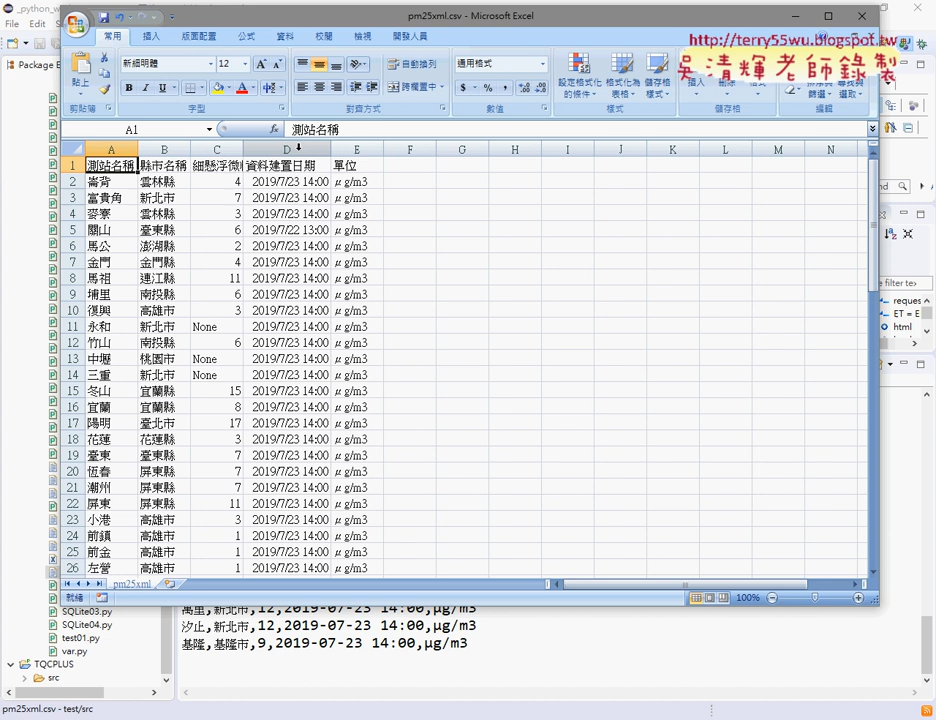 pm25xml.csv - Microsoft Excel
http://terry55wu.blogspot.tw
吳清輝老師錄製
File Edit
Package E
常用 插入 版面配置 公式 資料 校閱 檢視 開發人員
新細明體 12
貼上
B I U
自動換列
跨欄置中
通用格式
$ % ,
設定格式化的條件
格式化為表格
儲存格樣式
剪貼簿 字型 對齊方式 數值 樣式 儲存格 編輯
A1 fx 測站名稱
A B C D E F G H I J K L M N
1 測站名稱 縣市名稱 細懸浮微 資料建置日期 單位
2 崙背 雲林縣 4 2019/7/23 14:00 μg/m3
3 富貴角 新北市 7 2019/7/23 14:00 μg/m3
4 麥寮 雲林縣 3 2019/7/23 14:00 μg/m3
5 關山 臺東縣 6 2019/7/22 13:00 μg/m3
6 馬公 澎湖縣 2 2019/7/23 14:00 μg/m3
7 金門 金門縣 4 2019/7/23 14:00 μg/m3
8 馬祖 連江縣 11 2019/7/23 14:00 μg/m3
9 埔里 南投縣 6 2019/7/23 14:00 μg/m3
10 復興 高雄市 3 2019/7/23 14:00 μg/m3
11 永和 新北市 None 2019/7/23 14:00 μg/m3
12 竹山 南投縣 6 2019/7/23 14:00 μg/m3
13 中壢 桃園市 None 2019/7/23 14:00 μg/m3
14 三重 新北市 None 2019/7/23 14:00 μg/m3
15 冬山 宜蘭縣 15 2019/7/23 14:00 μg/m3
16 宜蘭 宜蘭縣 8 2019/7/23 14:00 μg/m3
17 陽明 臺北市 17 2019/7/23 14:00 μg/m3
18 花蓮 花蓮縣 3 2019/7/23 14:00 μg/m3
19 臺東 臺東縣 7 2019/7/23 14:00 μg/m3
20 恆春 屏東縣 7 2019/7/23 14:00 μg/m3
21 潮州 屏東縣 7 2019/7/23 14:00 μg/m3
22 屏東 屏東縣 11 2019/7/23 14:00 μg/m3
23 小港 高雄市 3 2019/7/23 14:00 μg/m3
24 前鎮 高雄市 1 2019/7/23 14:00 μg/m3
25 前金 高雄市 1 2019/7/23 14:00 μg/m3
26 左營 高雄市 1 2019/7/23 14:00 μg/m3
pm25xml
就緒 100%
reques
ET = E
html
萬里,新北市,12,2019-07-23 14:00,μg/m3
汐止,新北市,12,2019-07-23 14:00,μg/m3
基隆,基隆市,9,2019-07-23 14:00,μg/m3
SQLite03.py
SQLite04.py
test01.py
var.py
TQCPLUS
src
pm25xml.csv - test/src